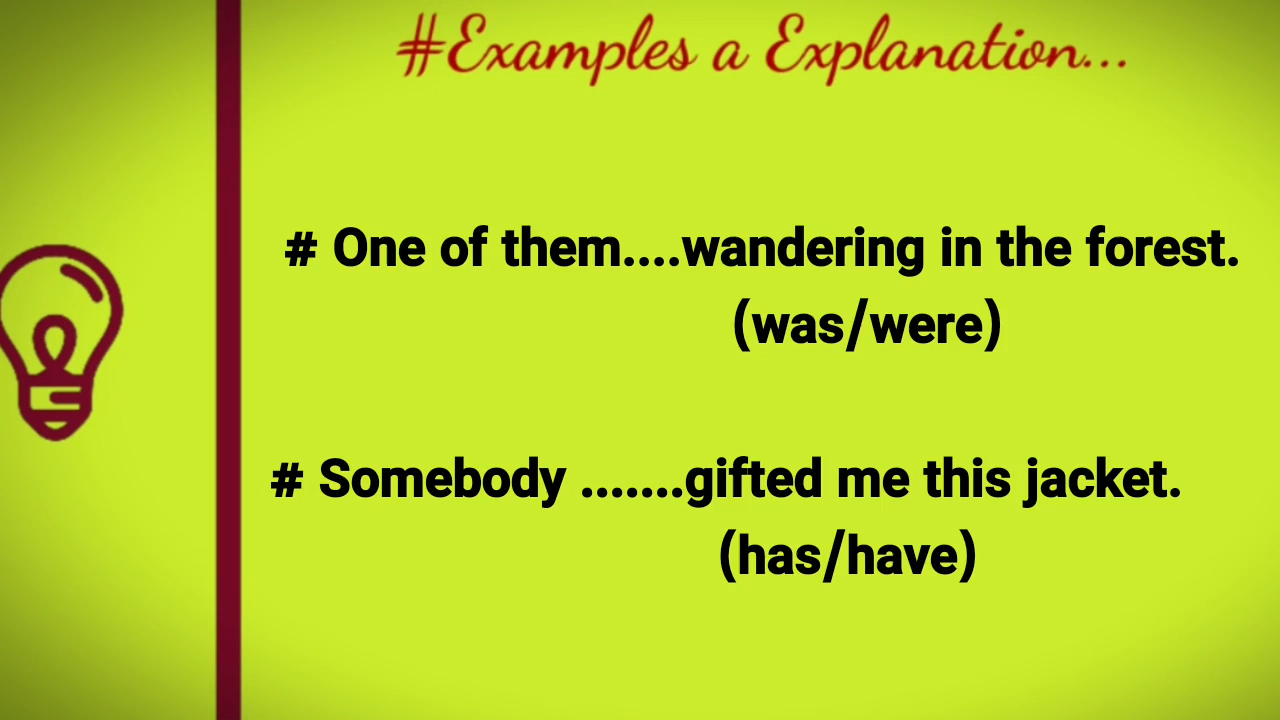 #Examples a Explanation...
# One of them....wandering in the forest.
(was/were)
# Somebody .......gifted me this jacket.
(has/have)